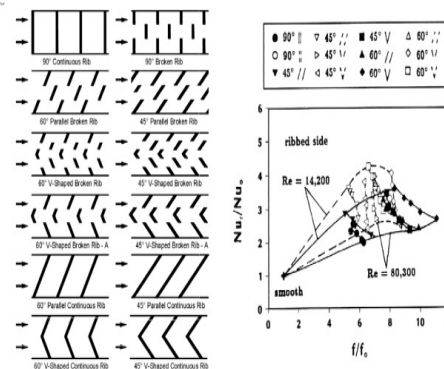 90° Continuous Rib
90° Broken Rib
60° Parallel Broken Rib
45° Parallel Broken Rib
60° V-Shaped Broken Rib
45° V-Shaped Broken Rib
60° V-Shaped Broken Rib - A
45° V-Shaped Broken Rib - A
60° Parallel Continuous Rib
45° Parallel Continuous Rib
60° V-Shaped Continuous Rib
45° V-Shaped Continuous Rib
90° 45° 45° 60°
90° 45° 60° 60°
45° // 45° 60° V 60°
6
5
4
3
2
1
0
Nuᵣ/Nuₒ
ribbed side
Re = 14,200
Re = 80,300
smooth
0 2 4 6 8 10
f/fₒ